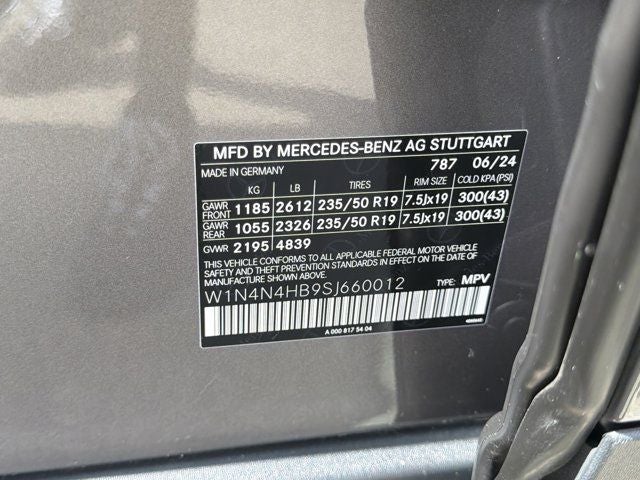 MFD BY MERCEDES-BENZ AG STUTTGART
MADE IN GERMANY 787 06/24
KG LB TIRES RIM SIZE COLD KPA(PSI)
GAWR FRONT 1185 2612 235/50 R19 7.5Jx19 300(43)
GAWR REAR 1055 2326 235/50 R19 7.5Jx19 300(43)
GVWR 2195 4839
THIS VEHICLE CONFORMS TO ALL APPLICABLE FEDERAL MOTOR VEHICLE
SAFETY, BUMPER, AND THEFT PREVENTION STANDARDS IN EFFECT ON THE DATE OF
MANUFACTURE SHOWN ABOVE.
W1N4N4HB9SJ660012 TYPE: MPV
A 000 817 54 04